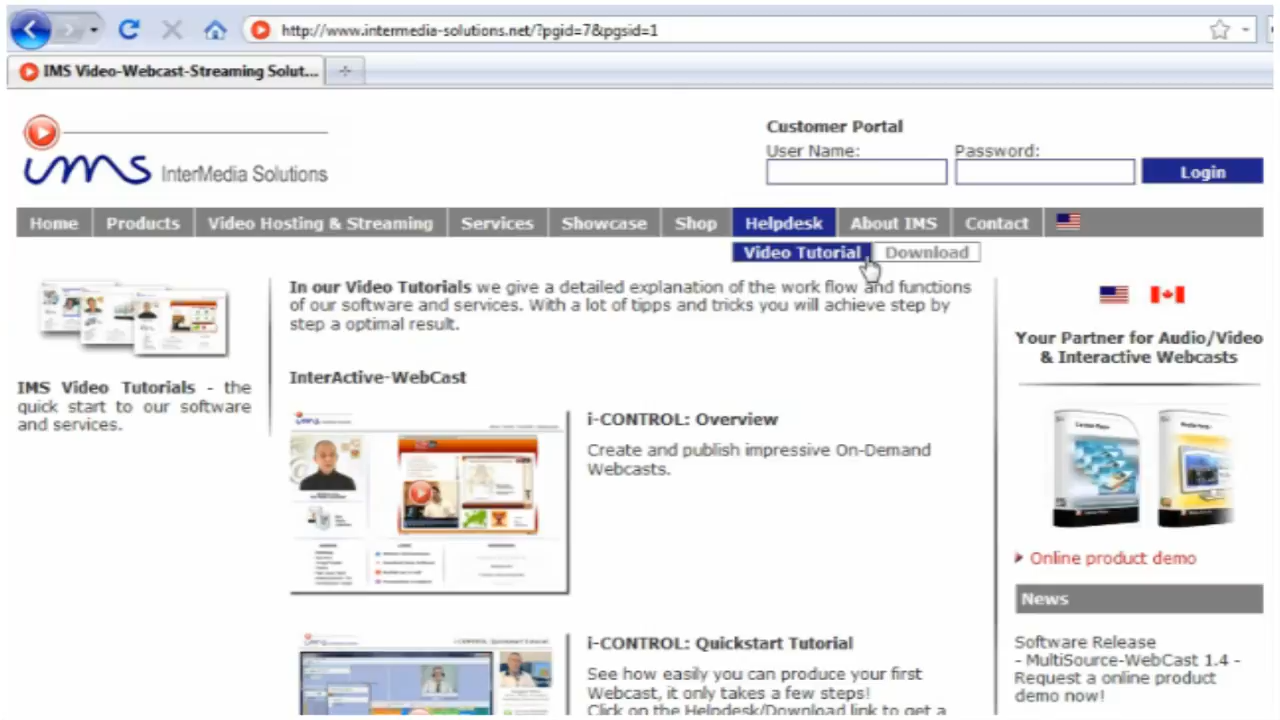 http://www.intermedia-solutions.net/?pgid=7&pgsid=1
IMS Video-Webcast-Streaming Solut...
ims InterMedia Solutions
Customer Portal
User Name:
Password:
Login
Home
Products
Video Hosting & Streaming
Services
Showcase
Shop
Helpdesk
About IMS
Contact
Video Tutorial
Download
IMS Video Tutorials - the
quick start to our software
and services.
In our Video Tutorials we give a detailed explanation of the work flow and functions
of our software and services. With a lot of tipps and tricks you will achieve step by
step a optimal result.
InterActive-WebCast
i-CONTROL: Overview
Create and publish impressive On-Demand
Webcasts.
i-CONTROL: Quickstart Tutorial
See how easily you can produce your first
Webcast, it only takes a few steps!
Click on the Helpdesk/Download link to get a
Your Partner for Audio/Video
& Interactive Webcasts
Online product demo
News
Software Release
- MultiSource-WebCast 1.4 -
Request a online product
demo now!